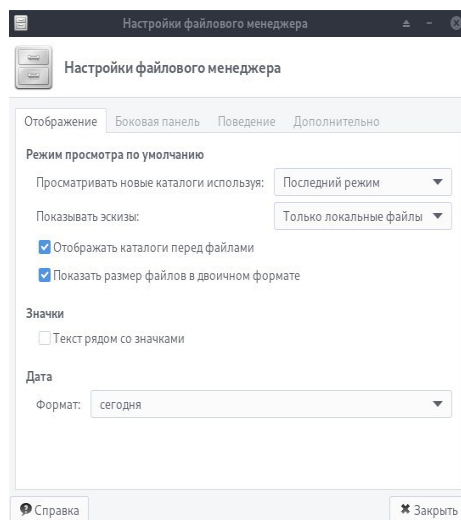 Настройки файлового менеджера
Настройки файлового менеджера
Отображение Боковая панель Поведение Дополнительно
Режим просмотра по умолчанию
Просматривать новые каталоги используя: Последний режим
Показывать эскизы: Только локальные файлы
Отображать каталоги перед файлами
Показать размер файлов в двоичном формате
Значки
Текст рядом со значками
Дата
Формат: сегодня
Справка Закрыть